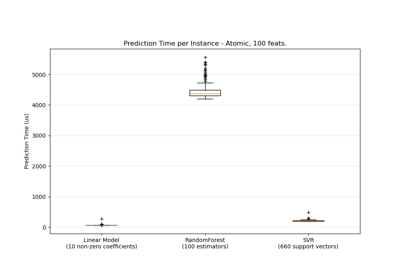 Prediction Time per Instance - Atomic, 100 feats.
Prediction Time (us)
5000
4000
3000
2000
1000
0
Linear Model
(10 non-zero coefficients)
RandomForest
(100 estimators)
SVR
(660 support vectors)